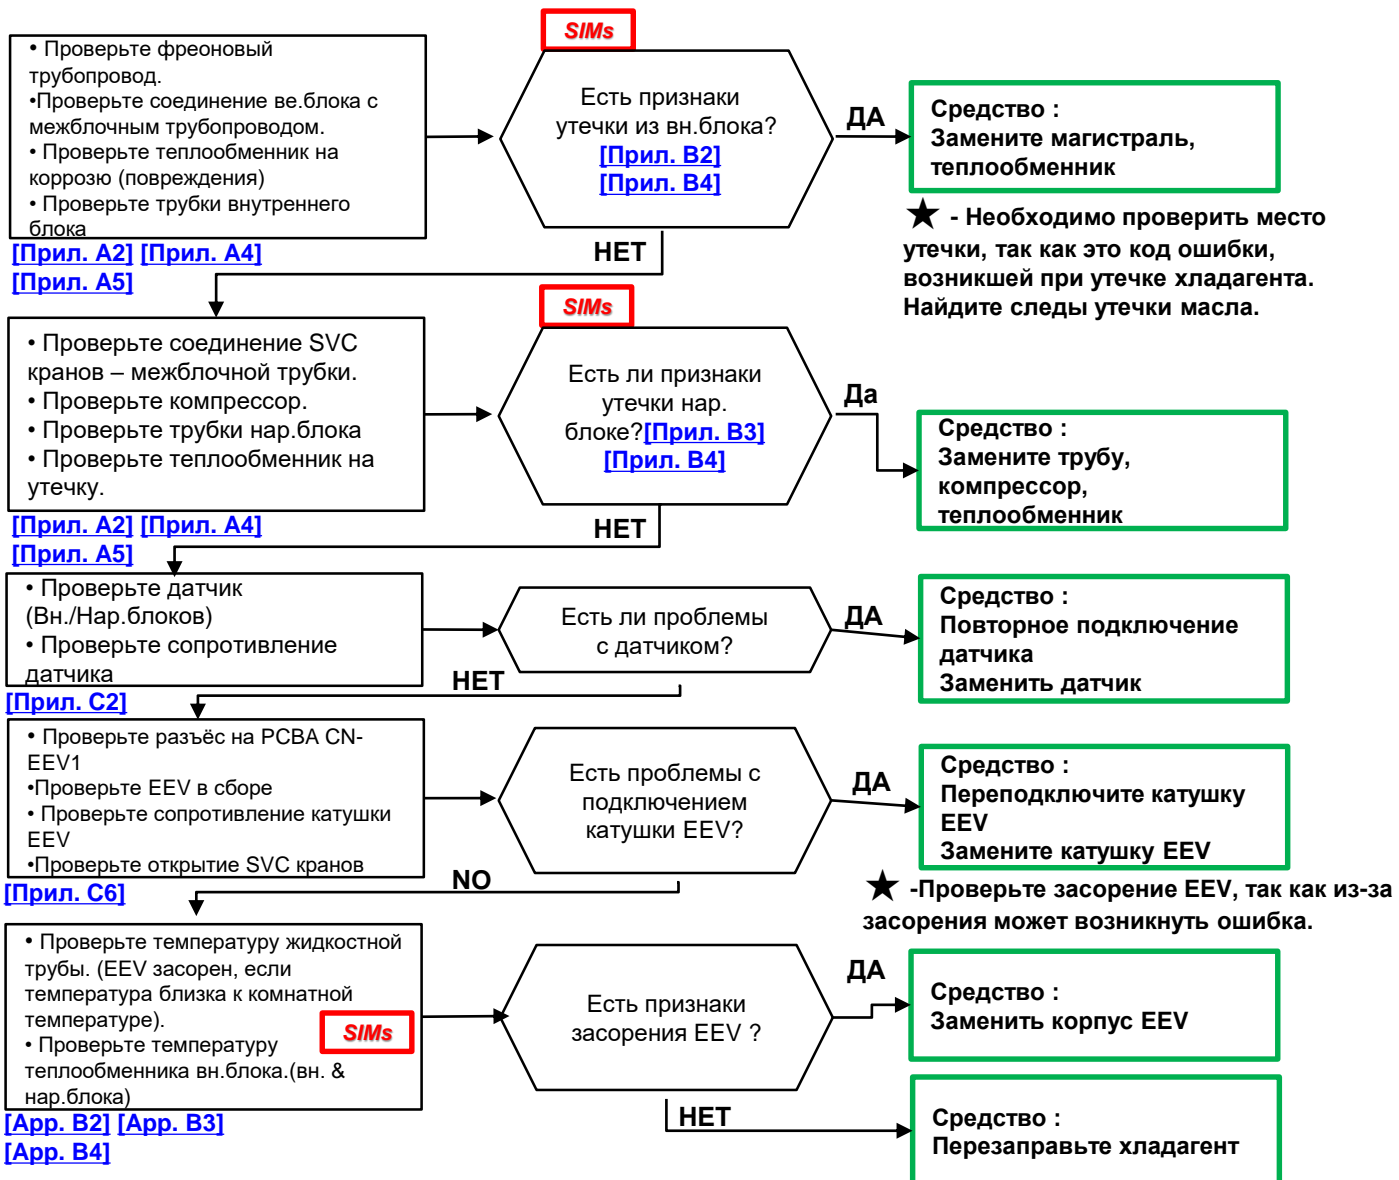 SIMs
• Проверьте фреоновый
трубопровод.
•Проверьте соединение ве.блока с
межблочным трубопроводом.
• Проверьте теплообменник на
коррозю (повреждения)
• Проверьте трубки внутреннего
блока
[Прил. A2] [Прил. A4]
[Прил. A5]
Есть признаки
утечки из вн.блока?
[Прил. B2]
[Прил. B4]
ДА
Средство :
Замените магистраль,
теплообменник
★ - Необходимо проверить место
утечки, так как это код ошибки,
возникшей при утечке хладагента.
Найдите следы утечки масла.
НЕТ
SIMs
• Проверьте соединение SVC
кранов – межблочной трубки.
• Проверьте компрессор.
• Проверьте трубки нар.блока
• Проверьте теплообменник на
утечку.
[Прил. A2] [Прил. A4]
[Прил. A5]
Есть ли признаки
утечки нар.
блоке?[Прил. B3]
[Прил. B4]
Да
Средство :
Замените трубу,
компрессор,
теплообменник
НЕТ
• Проверьте датчик
(Вн./Нар.блоков)
• Проверьте сопротивление
датчика
[Прил. C2]
Есть ли проблемы
с датчиком?
ДА
Средство :
Повторное подключение
датчика
Заменить датчик
НЕТ
• Проверьте разъёс на PCBA CN-
EEV1
•Проверьте EEV в сборе
• Проверьте сопротивление катушки
EEV
•Проверьте открытие SVC кранов
[Прил. C6]
Есть проблемы с
подключением
катушки EEV?
ДА
Средство :
Переподключите катушку
EEV
Замените катушку EEV
★ -Проверьте засорение EEV, так как из-за
засорения может возникнуть ошибка.
NO
• Проверьте температуру жидкостной
трубы. (EEV засорен, если
температура близка к комнатной
температуре).
• Проверьте температуру
теплообменника вн.блока.(вн. &
нар.блока)
SIMs
[App. B2] [App. B3]
[App. B4]
Есть признаки
засорения EEV ?
ДА
Средство :
Заменить корпус EEV
НЕТ
Средство :
Перезаправьте хладагент